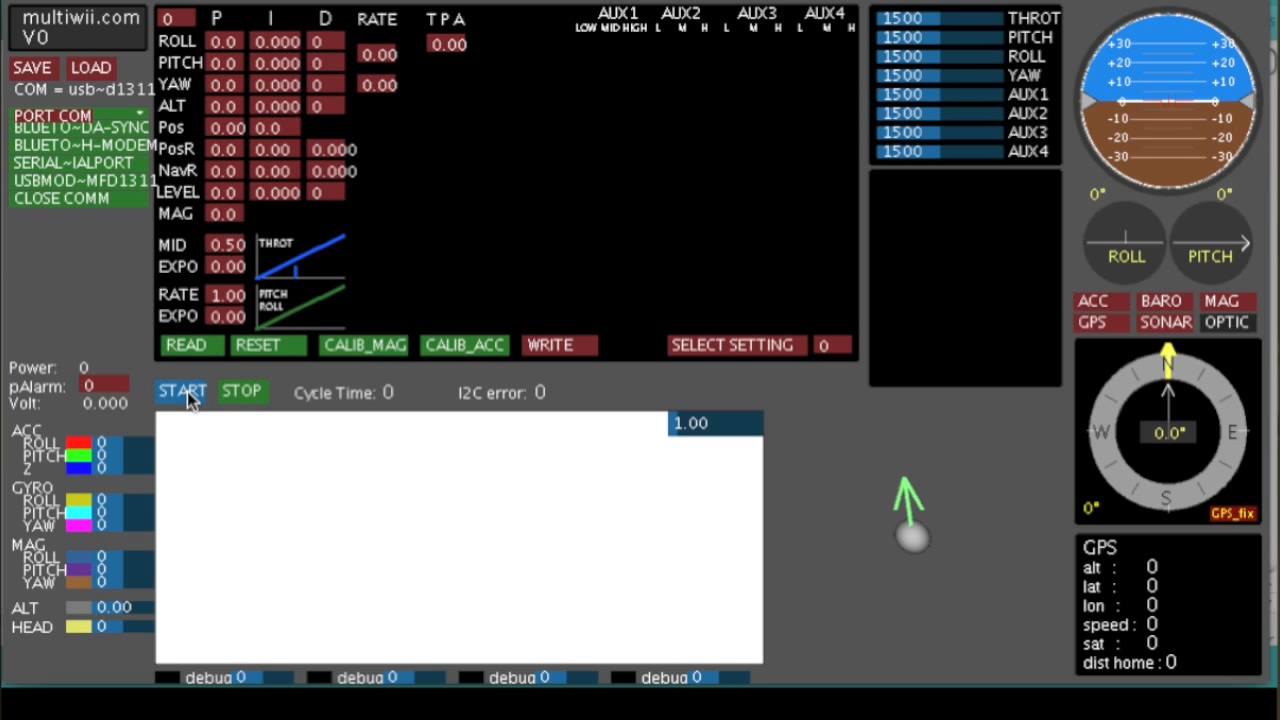 multiwii.com
V0
SAVE LOAD
COM = usb~d1311
PORT COM
BLUETO~DA-SYNC
BLUETO~H-MODEM
SERIAL~IALPORT
USBMOD~MFD1311
CLOSE COMM
Power: 0
pAlarm: 0
Volt: 0.000
ACC
ROLL 0
PITCH 0
Z 0
GYRO
ROLL 0
PITCH 0
YAW 0
MAG
ROLL 0
PITCH 0
YAW 0
ALT 0.00
HEAD 0
0 P I D RATE T P A
ROLL 0.0 0.000 0
PITCH 0.0 0.000 0
0.00 0.00
YAW 0.0 0.000 0 0.00
ALT 0.0 0.000 0
Pos 0.00 0.0
PosR 0.0 0.00 0.000
NavR 0.0 0.00 0.000
LEVEL 0.0 0.000 0
MAG 0.0
MID 0.50
EXPO 0.00
THROT
RATE 1.00
EXPO 0.00
PITCH
ROLL
AUX1 AUX2 AUX3 AUX4
LOW MID HIGH L M H L M H L M H
READ RESET CALIB_MAG CALIB_ACC WRITE SELECT SETTING 0
START STOP Cycle Time: 0 I2C error: 0
1.00
debug 0 debug 0 debug 0 debug 0
1500 THROT
1500 PITCH
1500 ROLL
1500 YAW
1500 AUX1
1500 AUX2
1500 AUX3
1500 AUX4
+30 +30
+20 +20
+10 +10
0 0
-10 -10
-20 -20
-30 -30
0° 0°
ROLL PITCH
ACC BARO MAG
GPS SONAR OPTIC
N
W 0.0° E
S
0° GPS_fix
GPS
alt : 0
lat : 0
lon : 0
speed : 0
sat : 0
dist home : 0